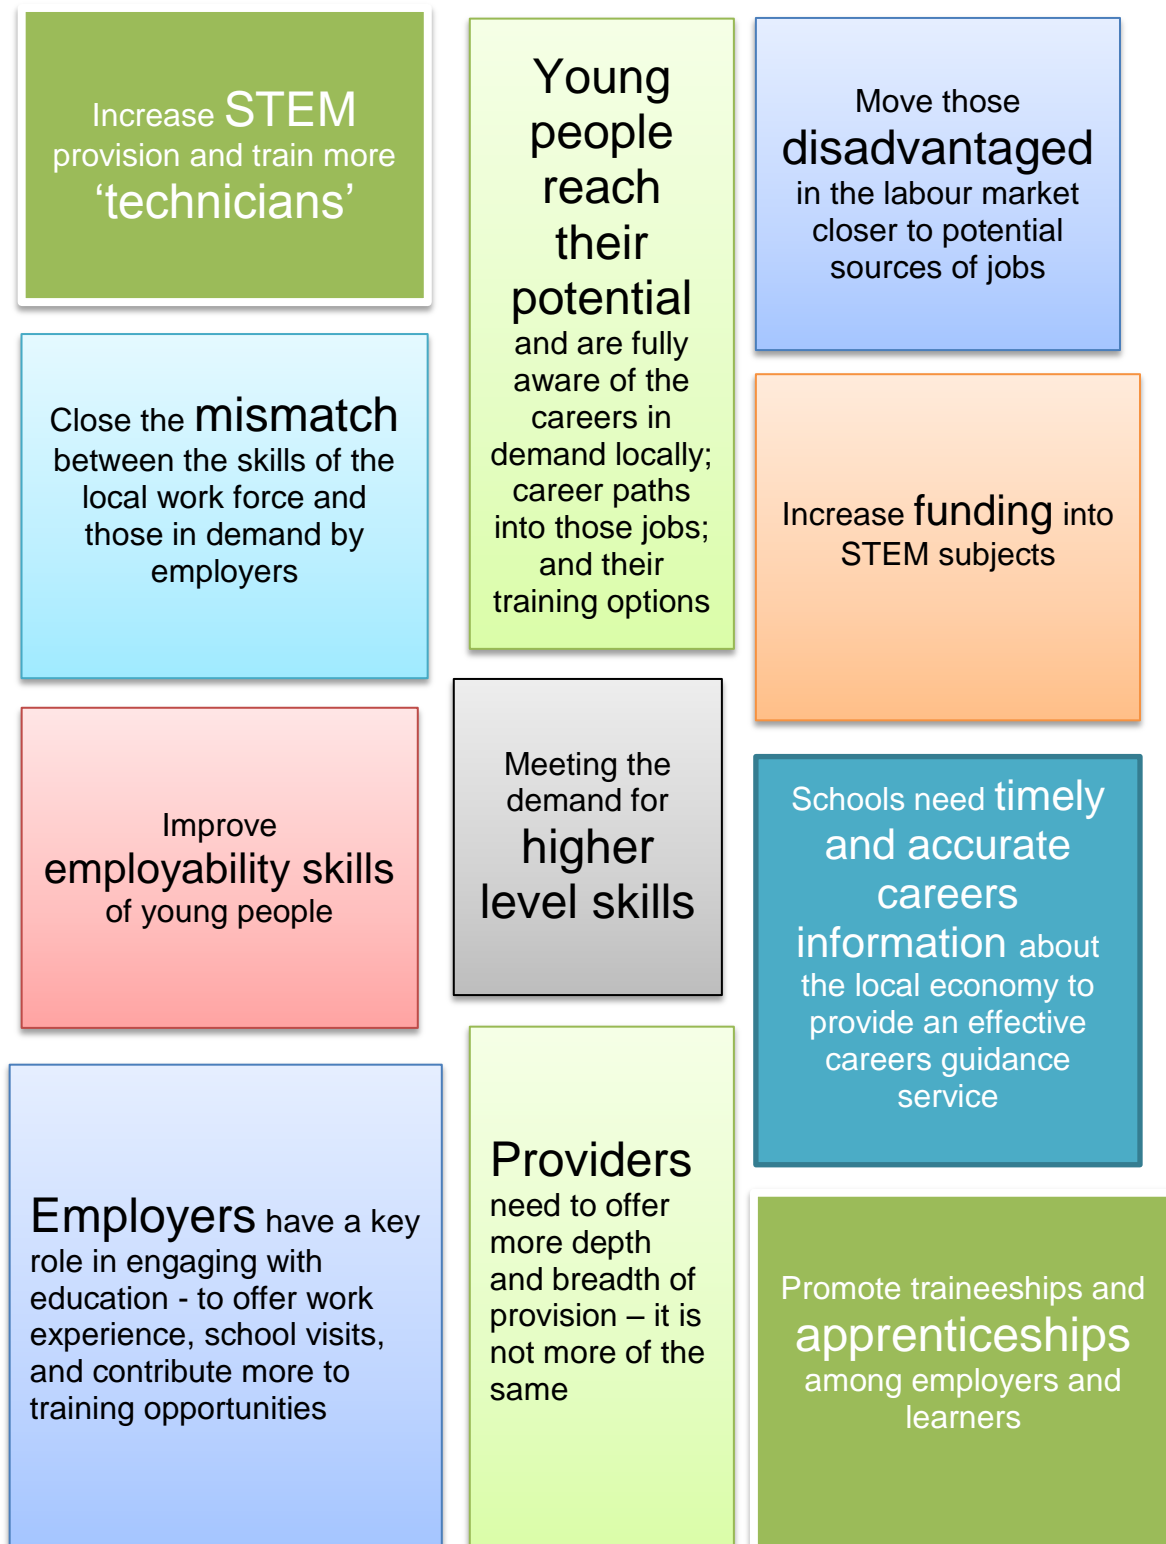 Increase STEM
provision and train more
‘technicians’
Young
people
reach
their
potential
and are fully
aware of the
careers in
demand locally;
career paths
into those jobs;
and their
training options
Move those
disadvantaged
in the labour market
closer to potential
sources of jobs
Close the mismatch
between the skills of the
local work force and
those in demand by
employers
Increase funding into
STEM subjects
Improve
employability skills
of young people
Meeting the
demand for
higher
level skills
Schools need timely
and accurate
careers
information about
the local economy to
provide an effective
careers guidance
service
Employers have a key
role in engaging with
education - to offer work
experience, school visits,
and contribute more to
training opportunities
Providers
need to offer
more depth
and breadth of
provision – it is
not more of the
same
Promote traineeships and
apprenticeships
among employers and
learners